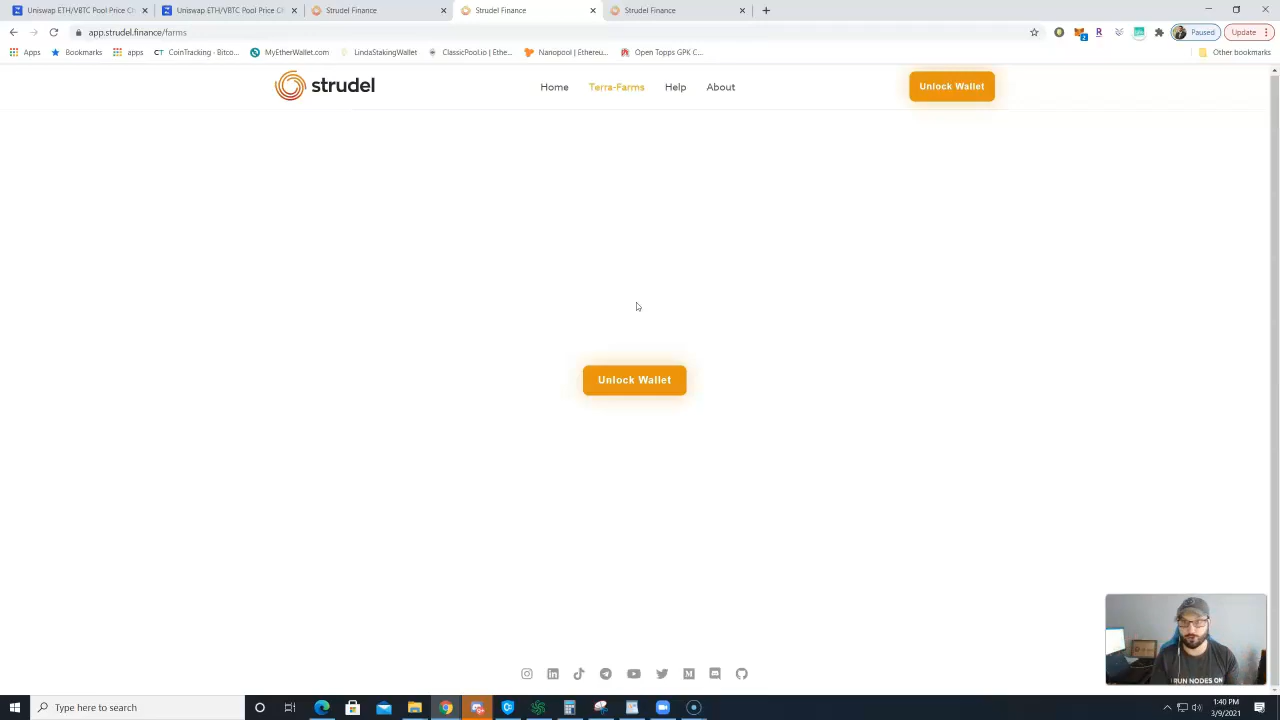 Uniswap ETH/VBTC Pool Price Ch
Uniswap ETH/VBTC Pool Price Ch
Strudel Finance
Strudel Finance
Strudel Finance
app.strudel.finance/farms
Paused
Update
Apps
Bookmarks
apps
CoinTracking - Bitco...
MyEtherWallet.com
LindaStakingWallet
ClassicPool.io | Ethe...
Nanopool | Ethereu...
Open Topps GPK C...
Other bookmarks
strudel
Home
Terra-Farms
Help
About
Unlock Wallet
Unlock Wallet
I RUN NODES ON
Type here to search
1:40 PM
3/9/2021